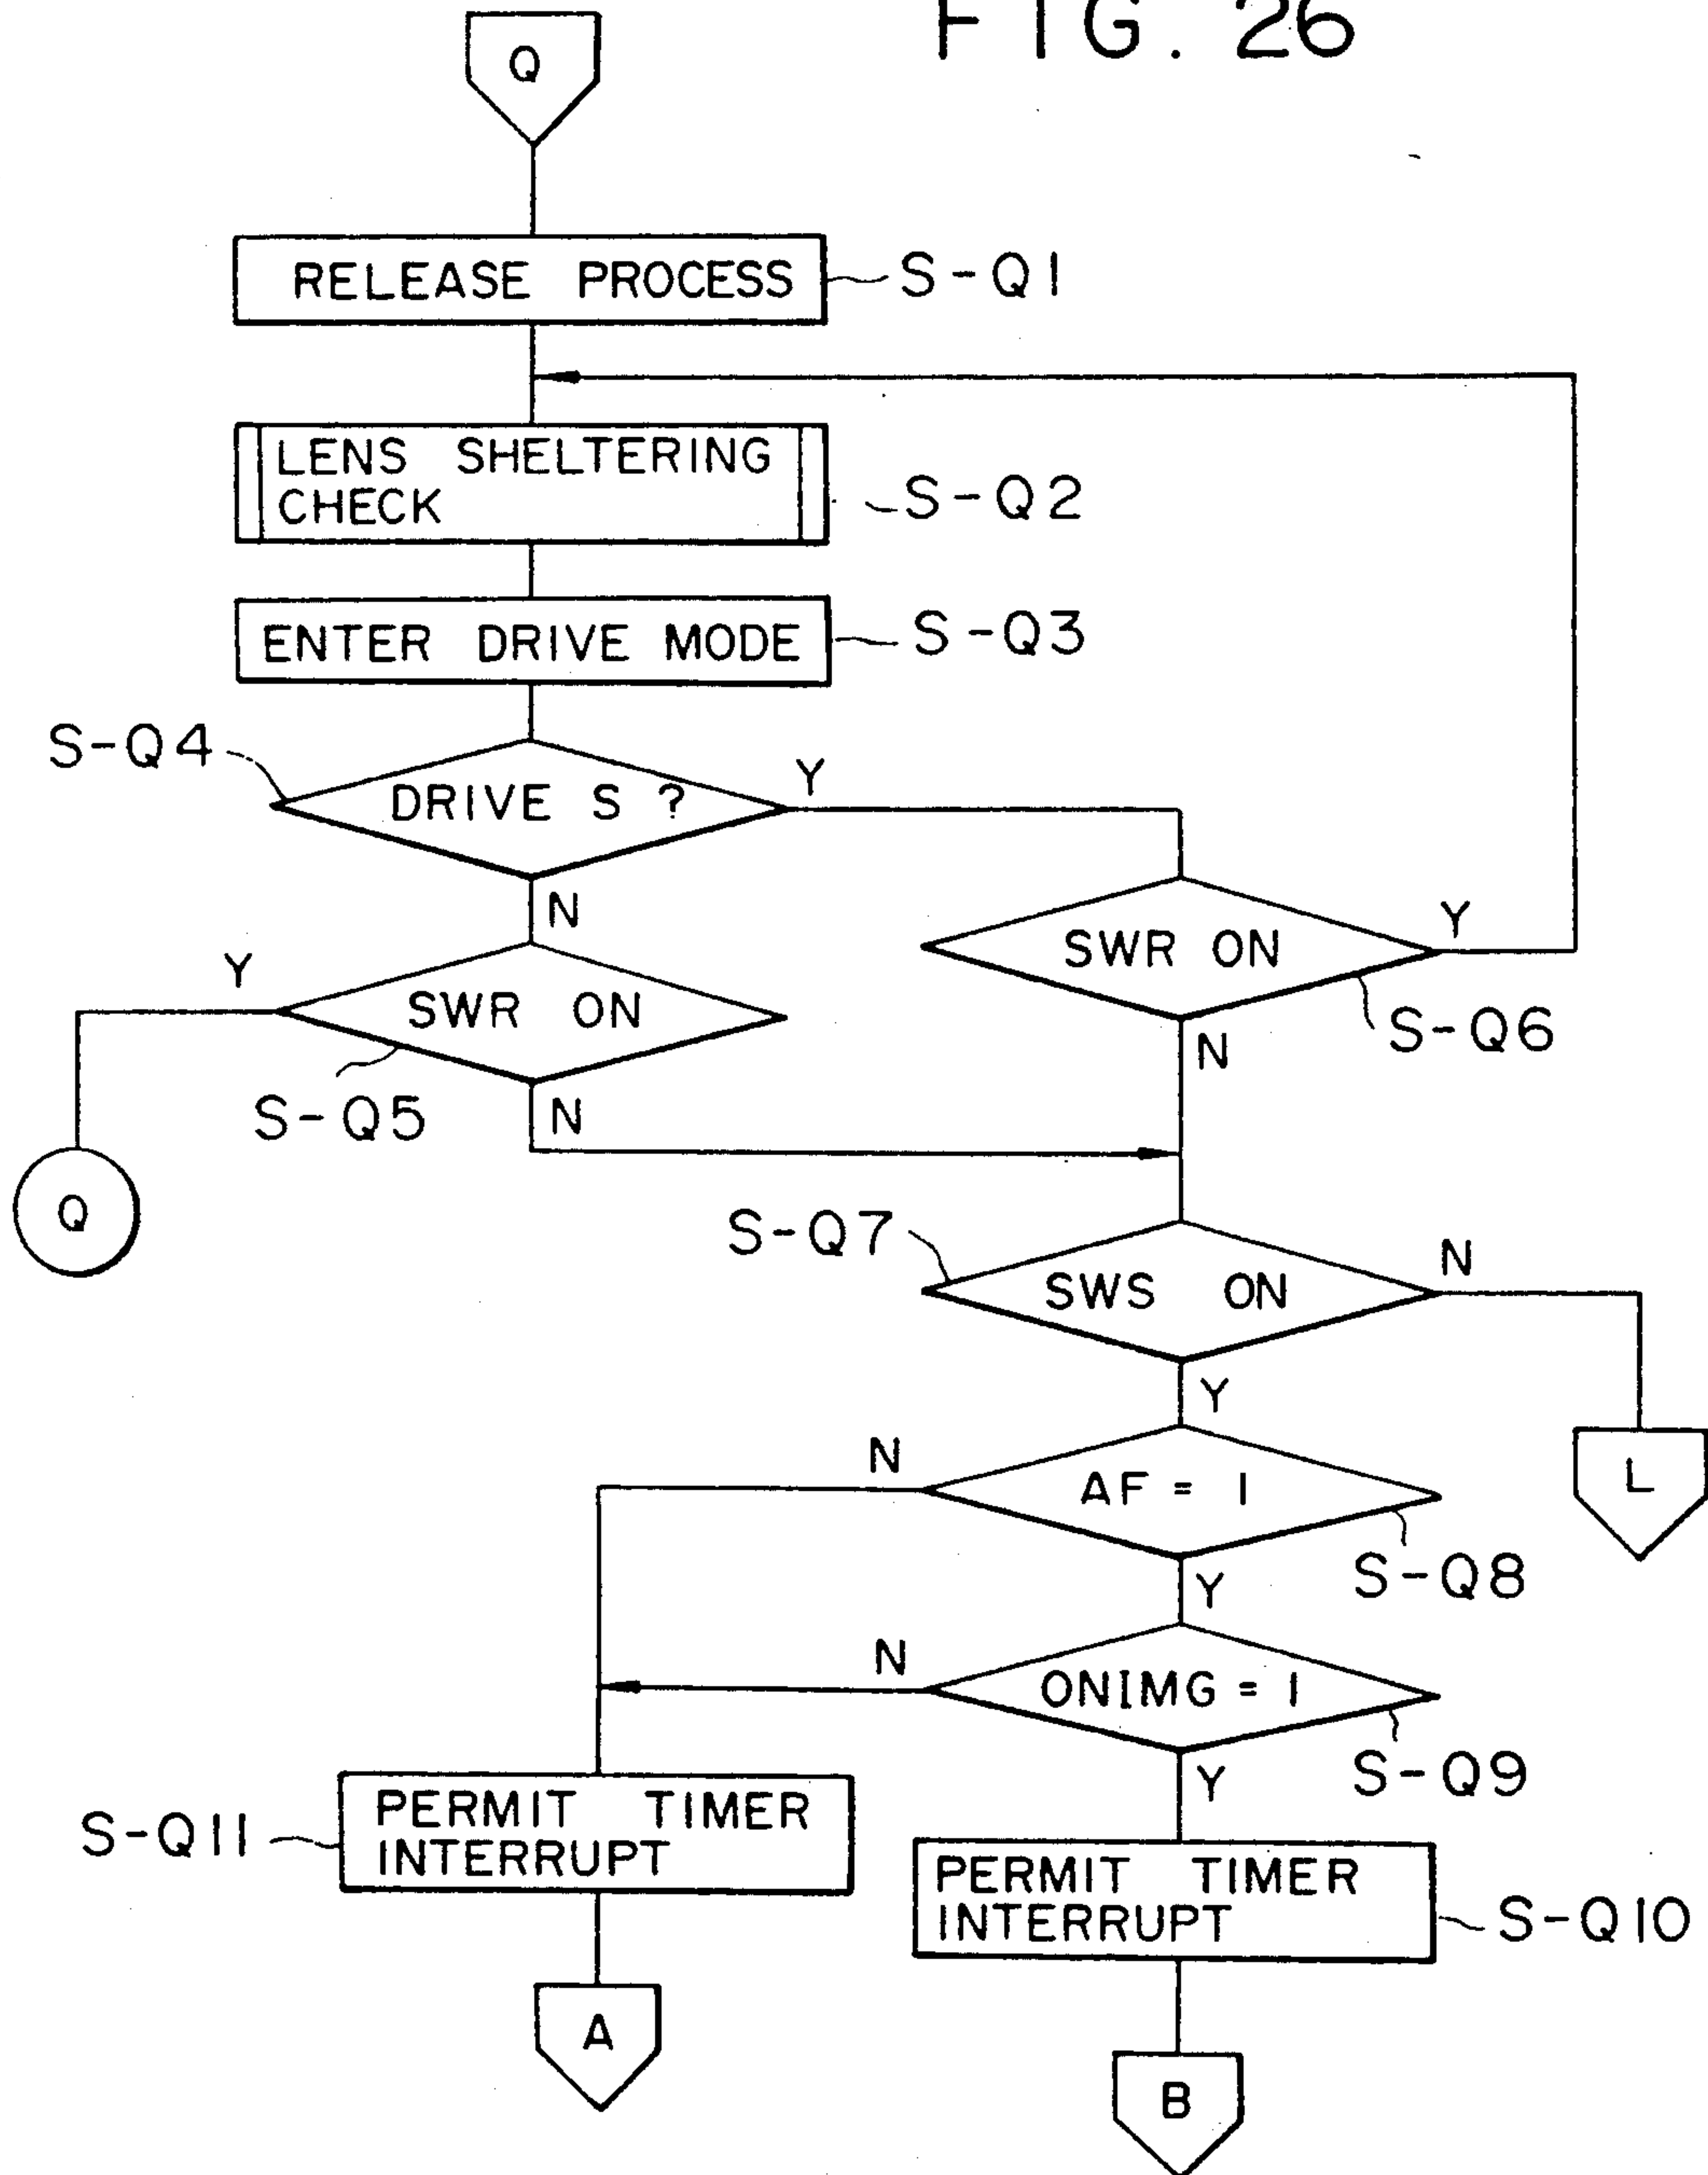 FIG. 26
Q
RELEASE PROCESS
S-Q1
LENS SHELTERING
CHECK
S-Q2
ENTER DRIVE MODE
S-Q3
S-Q4
DRIVE S ?
Y
N
SWR ON
Y
S-Q6
N
Y
SWR ON
S-Q5
N
Q
S-Q7
SWS ON
N
Y
L
N
AF = 1
S-Q8
Y
N
ONIMG = 1
S-Q9
Y
S-Q11
PERMIT TIMER
INTERRUPT
PERMIT TIMER
INTERRUPT
S-Q10
A
B